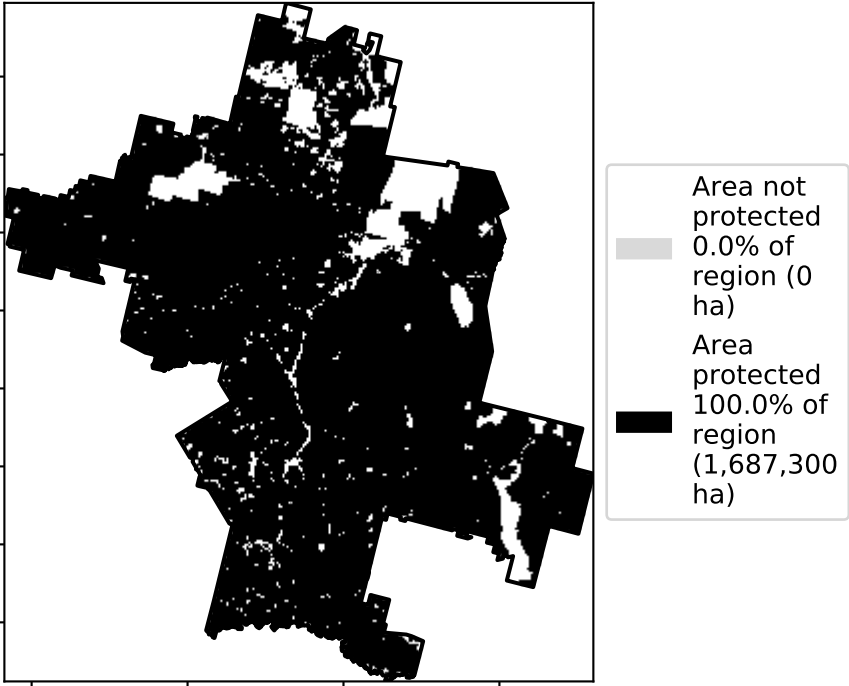 Area not
protected
0.0% of
region (0
ha)
Area
protected
100.0% of
region
(1,687,300
ha)